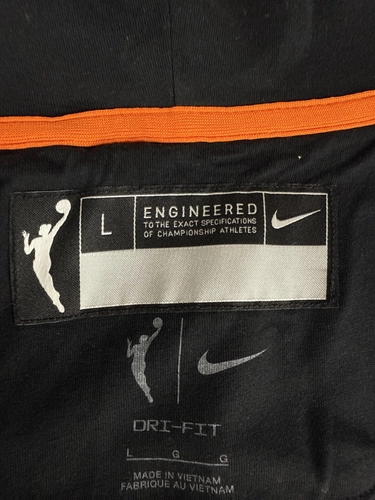 L
ENGINEERED
TO THE EXACT SPECIFICATIONS
OF CHAMPIONSHIP ATHLETES
DRI-FIT
L G G
MADE IN VIETNAM
FABRIQUE AU VIETNAM